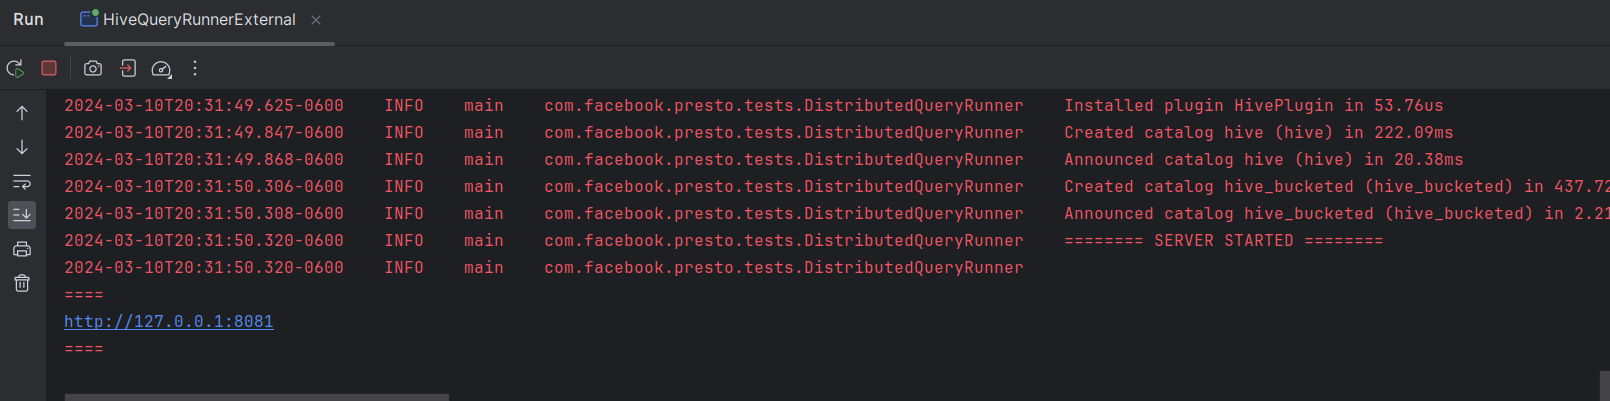 Run HiveQueryRunnerExternal
2024-03-10T20:31:49.625-0600 INFO main com.facebook.presto.tests.DistributedQueryRunner Installed plugin HivePlugin in 53.76us
2024-03-10T20:31:49.847-0600 INFO main com.facebook.presto.tests.DistributedQueryRunner Created catalog hive (hive) in 222.09ms
2024-03-10T20:31:49.868-0600 INFO main com.facebook.presto.tests.DistributedQueryRunner Announced catalog hive (hive) in 20.38ms
2024-03-10T20:31:50.306-0600 INFO main com.facebook.presto.tests.DistributedQueryRunner Created catalog hive_bucketed (hive_bucketed) in 437.72
2024-03-10T20:31:50.308-0600 INFO main com.facebook.presto.tests.DistributedQueryRunner Announced catalog hive_bucketed (hive_bucketed) in 2.21
2024-03-10T20:31:50.320-0600 INFO main com.facebook.presto.tests.DistributedQueryRunner ======== SERVER STARTED ========
2024-03-10T20:31:50.320-0600 INFO main com.facebook.presto.tests.DistributedQueryRunner
====
http://127.0.0.1:8081
====